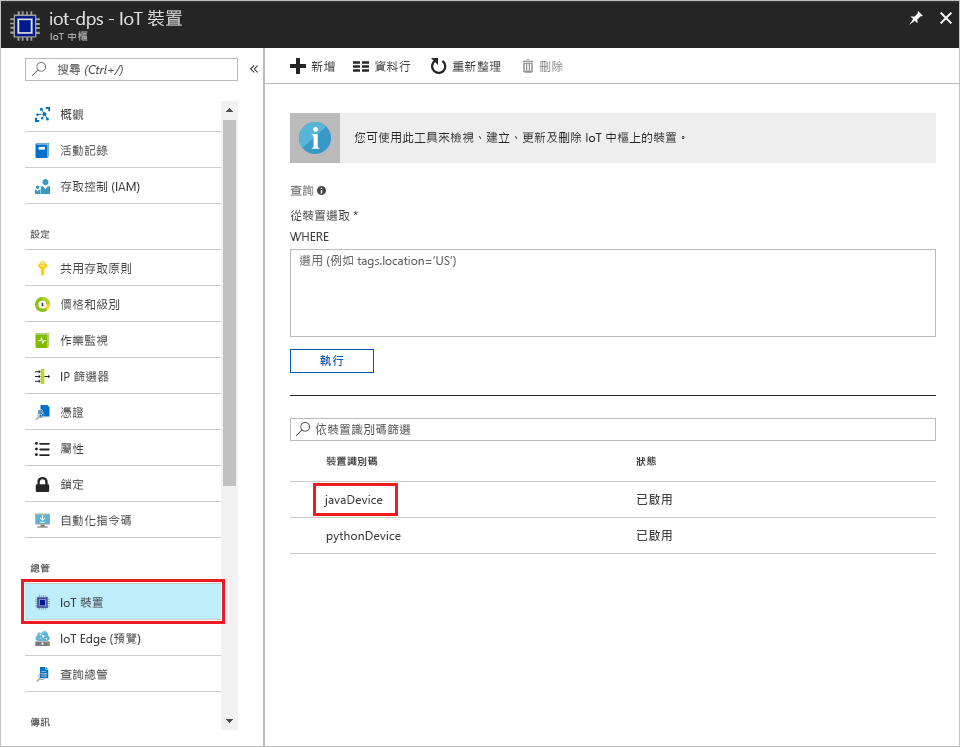 iot-dps - IoT 裝置
IoT 中樞
搜尋 (Ctrl+/)
«
概觀
活動記錄
存取控制 (IAM)
設定
共用存取原則
價格和級別
作業監視
IP 篩選器
憑證
屬性
鎖定
自動化指令碼
總管
IoT 裝置
IoT Edge (預覽)
查詢總管
傳訊
新增 資料行 重新整理 刪除
您可使用此工具來檢視、建立、更新及刪除 IoT 中樞上的裝置。
查詢
從裝置選取 *
WHERE
選用 (例如 tags.location='US')
執行
依裝置識別碼篩選
裝置識別碼 狀態
javaDevice 已啟用
pythonDevice 已啟用